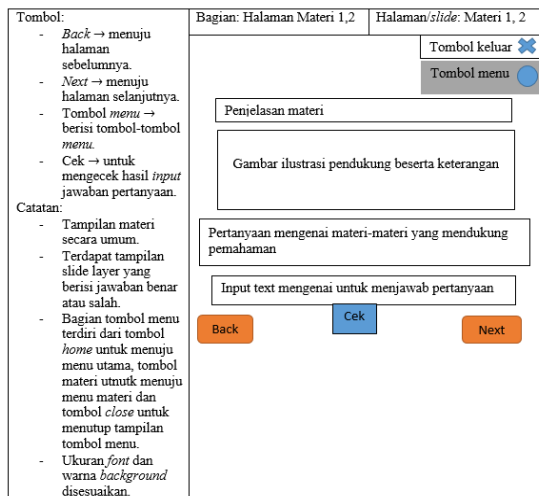 Tombol:
- Back → menuju
halaman
sebelumnya.
- Next → menuju
halaman selanjutnya.
- Tombol menu →
berisi tombol-tombol
menu.
- Cek → untuk
mengecek hasil input
jawaban pertanyaan.
Catatan:
- Tampilan materi
secara umum.
- Terdapat tampilan
slide layer yang
berisi jawaban benar
atau salah.
- Bagian tombol menu
terdiri dari tombol
home untuk menuju
menu utama, tombol
materi utnutk menuju
menu materi dan
tombol close untuk
menutup tampilan
tombol menu.
- Ukuran font dan
warna background
disesuaikan.
Bagian: Halaman Materi 1,2
Halaman/slide: Materi 1, 2
Tombol keluar
Tombol menu
Penjelasan materi
Gambar ilustrasi pendukung beserta keterangan
Pertanyaan mengenai materi-materi yang mendukung
pemahaman
Input text mengenai untuk menjawab pertanyaan
Back
Cek
Next